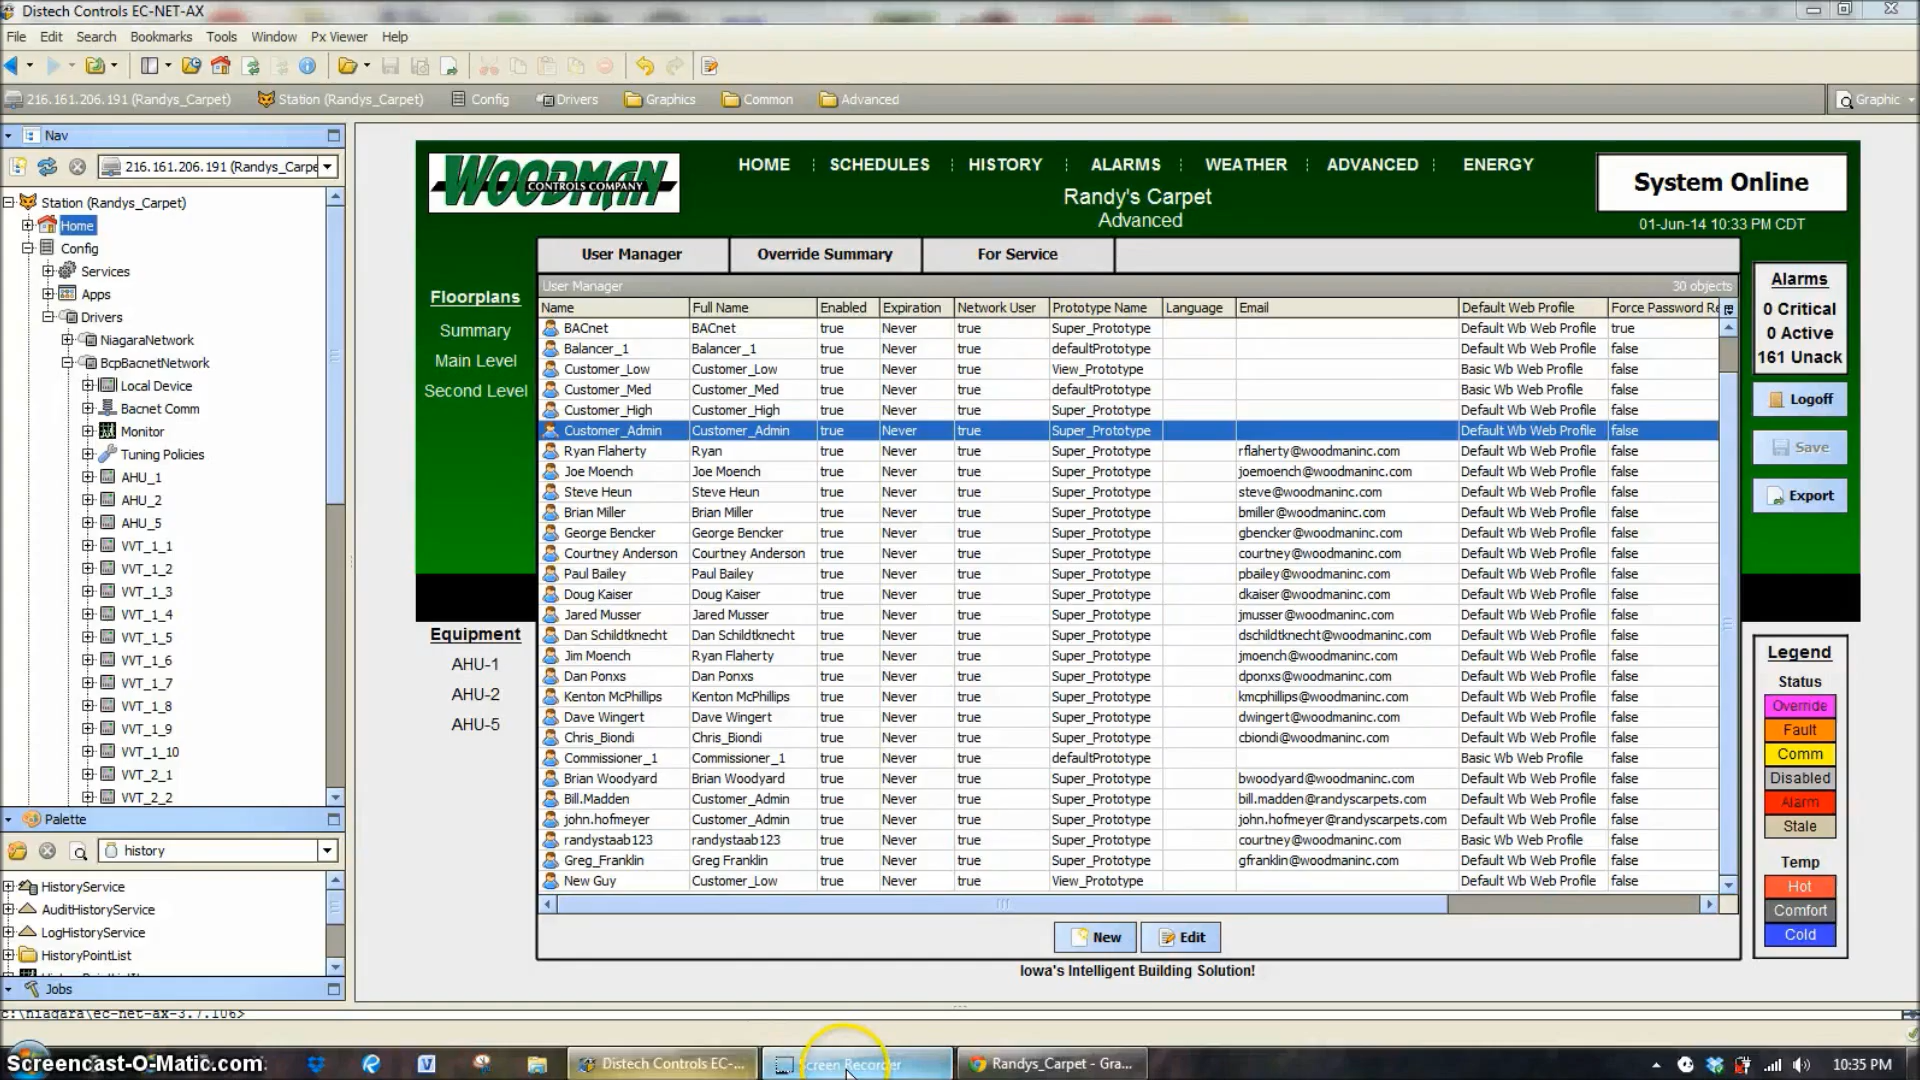 Distech Controls EC-NET-AX
File Edit Search Bookmarks Tools Window Px Viewer Help
216.161.206.191 (Randys_Carpet) Station (Randys_Carpet) Config Drivers Graphics Common Advanced Graphic
Nav
216.161.206.191 (Randys_Carpe
Station (Randys_Carpet)
Home
Config
Services
Apps
Drivers
NiagaraNetwork
BcpBacnetNetwork
Local Device
Bacnet Comm
Monitor
Tuning Policies
AHU_1
AHU_2
AHU_5
VVT_1_1
VVT_1_2
VVT_1_3
VVT_1_4
VVT_1_5
VVT_1_6
VVT_1_7
VVT_1_8
VVT_1_9
VVT_1_10
VVT_2_1
VVT_2_2
Palette
history
HistoryService
AuditHistoryService
LogHistoryService
HistoryPointList
Jobs
c:\niagara\ec-net-ax-3.7.106>
WOODMAN
CONTROLS COMPANY
HOME SCHEDULES HISTORY ALARMS WEATHER ADVANCED ENERGY
Randy's Carpet
Advanced
System Online
01-Jun-14 10:33 PM CDT
User Manager Override Summary For Service
Floorplans
Summary
Main Level
Second Level
Equipment
AHU-1
AHU-2
AHU-5
User Manager 30 objects
Name Full Name Enabled Expiration Network User Prototype Name Language Email Default Web Profile Force Password Re
BACnet BACnet true Never true Super_Prototype Default Wb Web Profile true
Balancer_1 Balancer_1 true Never true defaultPrototype Default Wb Web Profile false
Customer_Low Customer_Low true Never true View_Prototype Basic Wb Web Profile false
Customer_Med Customer_Med true Never true defaultPrototype Basic Wb Web Profile false
Customer_High Customer_High true Never true Super_Prototype Default Wb Web Profile false
Customer_Admin Customer_Admin true Never true Super_Prototype Default Wb Web Profile false
Ryan Flaherty Ryan true Never true Super_Prototype rflaherty@woodmaninc.com Default Wb Web Profile false
Joe Moench Joe Moench true Never true Super_Prototype joemoench@woodmaninc.com Default Wb Web Profile false
Steve Heun Steve Heun true Never true Super_Prototype steve@woodmaninc.com Default Wb Web Profile false
Brian Miller Brian Miller true Never true Super_Prototype bmiller@woodmaninc.com Default Wb Web Profile false
George Bencker George Bencker true Never true Super_Prototype gbencker@woodmaninc.com Default Wb Web Profile false
Courtney Anderson Courtney Anderson true Never true Super_Prototype courtney@woodmaninc.com Default Wb Web Profile false
Paul Bailey Paul Bailey true Never true Super_Prototype pbailey@woodmaninc.com Default Wb Web Profile false
Doug Kaiser Doug Kaiser true Never true Super_Prototype dkaiser@woodmaninc.com Default Wb Web Profile false
Jared Musser Jared Musser true Never true Super_Prototype jmusser@woodmaninc.com Default Wb Web Profile false
Dan Schildtknecht Dan Schildtknecht true Never true Super_Prototype dschildtknecht@woodmaninc.com Default Wb Web Profile false
Jim Moench Ryan Flaherty true Never true Super_Prototype jmoench@woodmaninc.com Default Wb Web Profile false
Dan Ponxs Dan Ponxs true Never true Super_Prototype dponxs@woodmaninc.com Default Wb Web Profile false
Kenton McPhillips Kenton McPhillips true Never true Super_Prototype kmcphillips@woodmaninc.com Default Wb Web Profile false
Dave Wingert Dave Wingert true Never true Super_Prototype dwingert@woodmaninc.com Default Wb Web Profile false
Chris_Biondi Chris_Biondi true Never true Super_Prototype cbiondi@woodmaninc.com Default Wb Web Profile false
Commissioner_1 Commissioner_1 true Never true defaultPrototype Basic Wb Web Profile false
Brian Woodyard Brian Woodyard true Never true Super_Prototype bwoodyard@woodmaninc.com Default Wb Web Profile false
Bill.Madden Customer_Admin true Never true Super_Prototype bill.madden@randyscarpets.com Default Wb Web Profile false
john.hofmeyer Customer_Admin true Never true Super_Prototype john.hofmeyer@randyscarpets.com Default Wb Web Profile false
randystaab123 randystaab123 true Never true Super_Prototype courtney@woodmaninc.com Basic Wb Web Profile false
Greg_Franklin Greg Franklin true Never true Super_Prototype gfranklin@woodmaninc.com Default Wb Web Profile false
New Guy Customer_Low true Never true View_Prototype Default Wb Web Profile false
New Edit
Iowa's Intelligent Building Solution!
Alarms
0 Critical
0 Active
161 Unack
Logoff
Save
Export
Legend
Status
Override
Fault
Comm
Disabled
Alarm
Stale
Temp
Hot
Comfort
Cold
Screencast-O-Matic.com
Distech Controls EC-... Screen Recorder Randys_Carpet - Gra... 10:35 PM